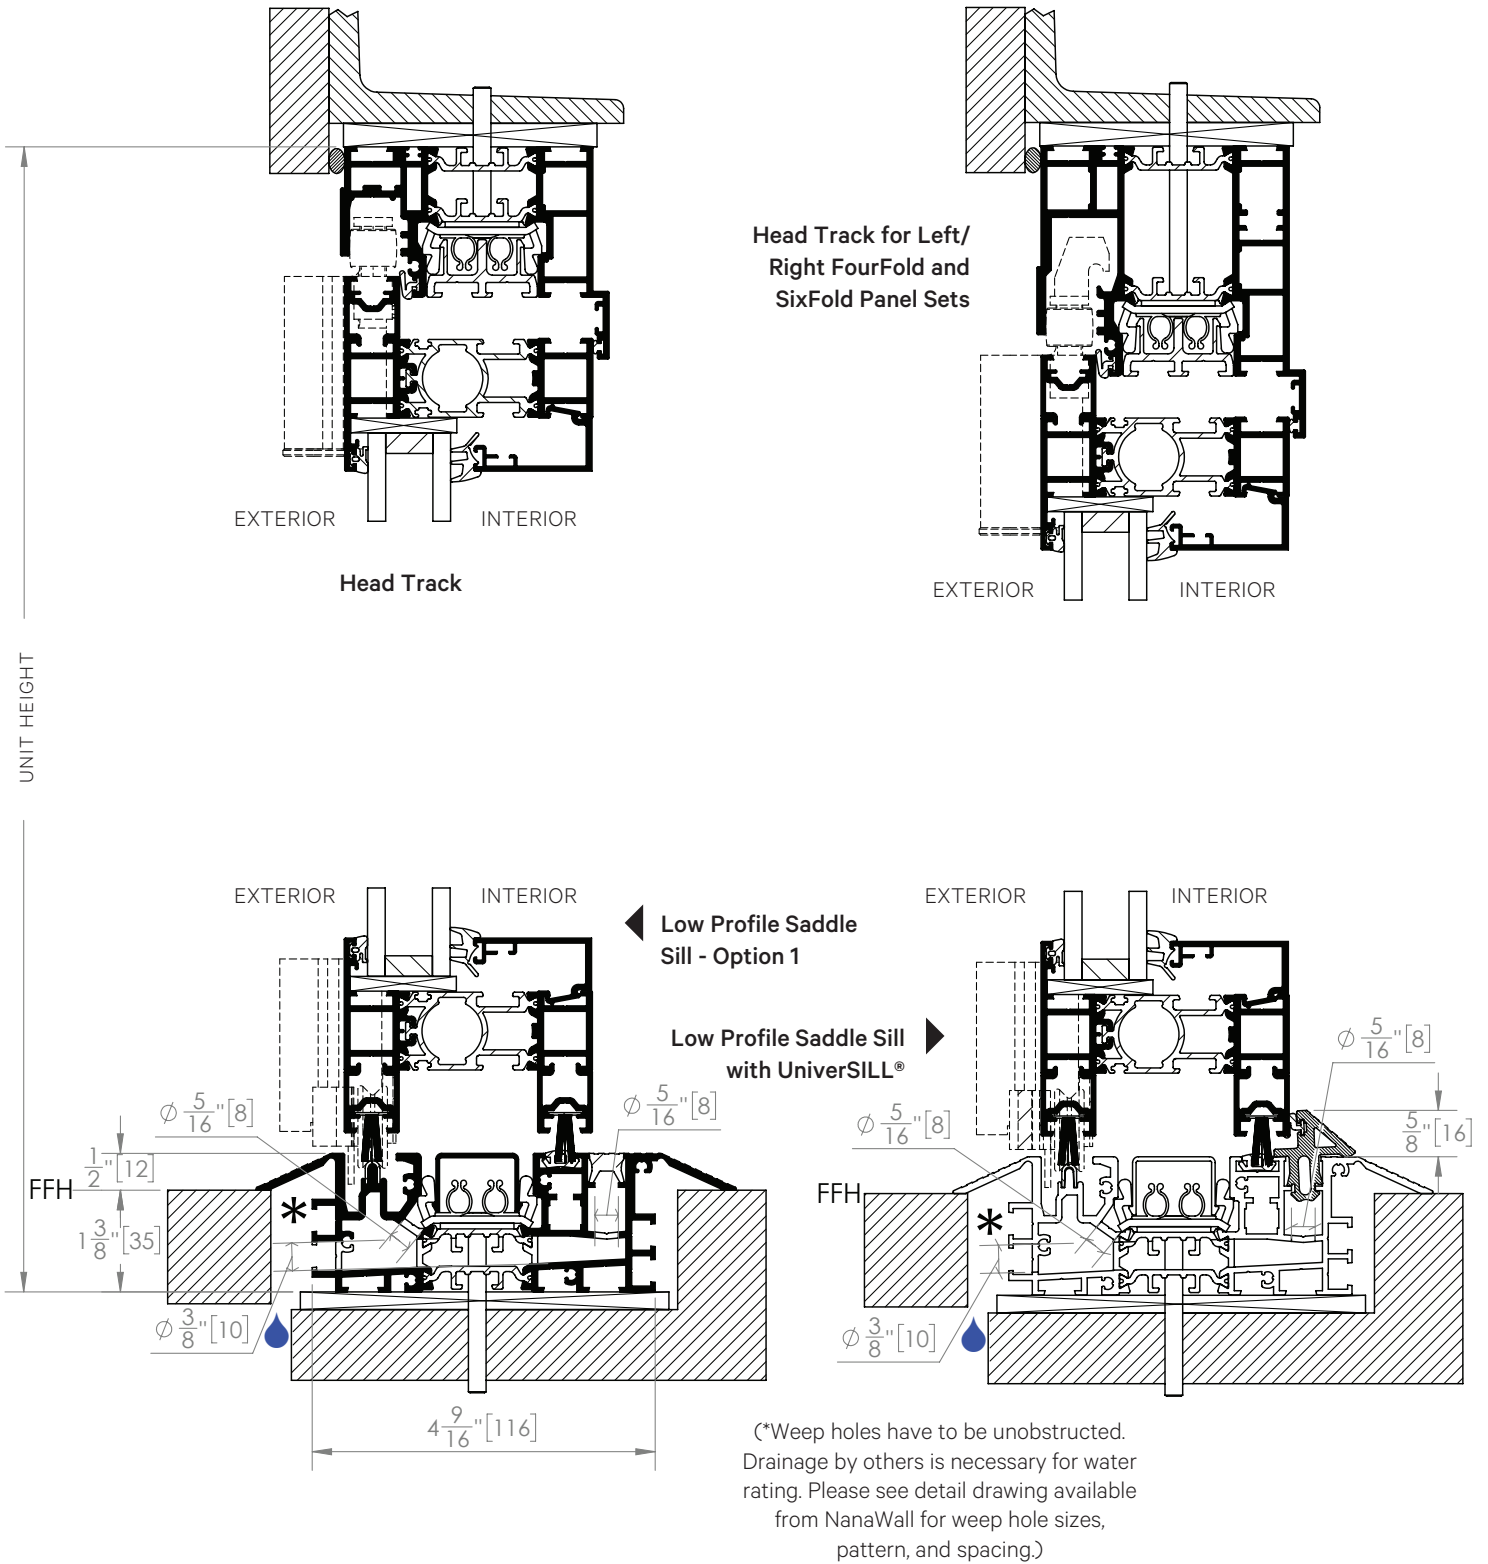 Head Track for Left/
Right FourFold and
SixFold Panel Sets
EXTERIOR
INTERIOR
Head Track
EXTERIOR
INTERIOR
UNIT HEIGHT
EXTERIOR
INTERIOR
Low Profile Saddle
Sill - Option 1
EXTERIOR
INTERIOR
Low Profile Saddle Sill
with UniverSILL®
Ø 5/16"[8]
Ø 5/16"[8]
1/2"[12]
FFH
1 3/8"[35]
*
Ø 3/8"[10]
4 9/16"[116]
Ø 5/16"[8]
Ø 5/16"[8]
5/8"[16]
FFH
*
Ø 3/8"[10]
(*Weep holes have to be unobstructed.
Drainage by others is necessary for water
rating. Please see detail drawing available
from NanaWall for weep hole sizes,
pattern, and spacing.)